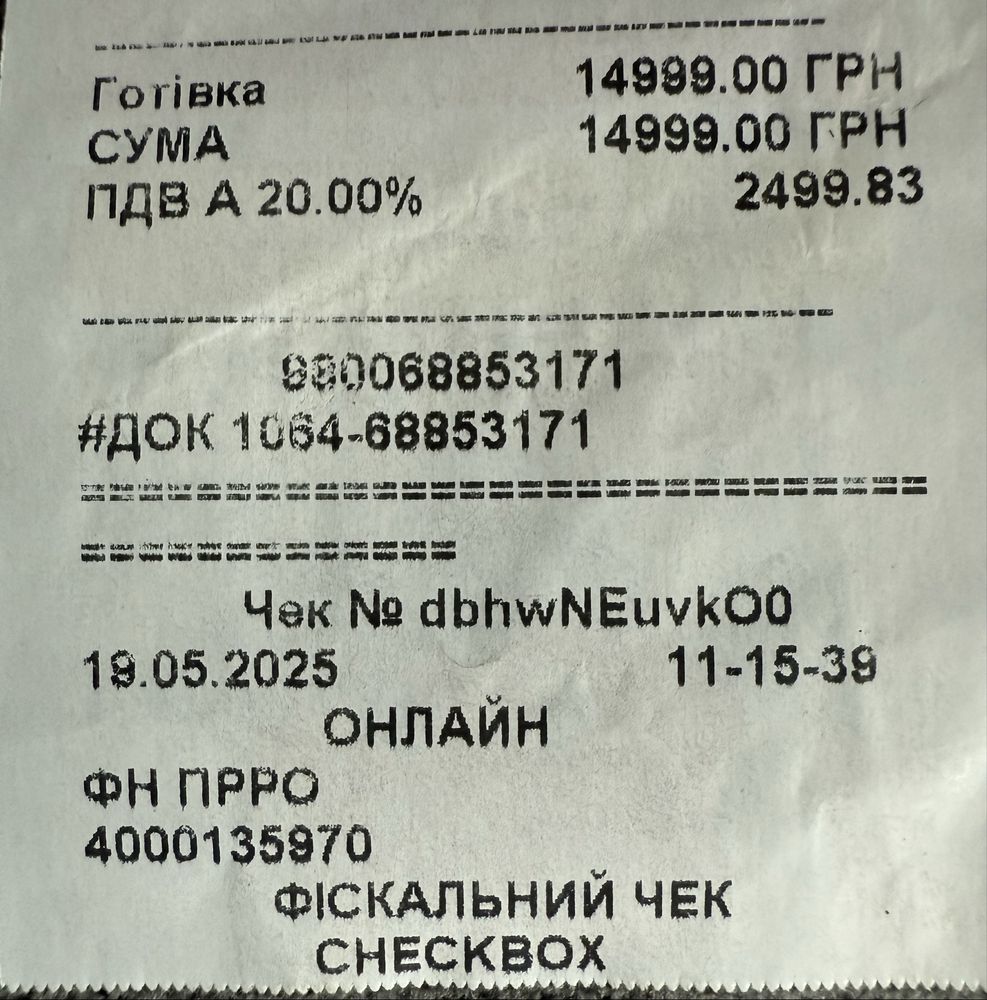 Готівка 14999.00 ГРН
СУМА 14999.00 ГРН
ПДВ А 20.00% 2499.83
980068853171
#ДОК 1064-68853171
Чек № dbhwNEuvkO0
19.05.2025 11-15-39
ОНЛАЙН
ФН ПРРО
4000135970
ФІСКАЛЬНИЙ ЧЕК
CHECKBOX